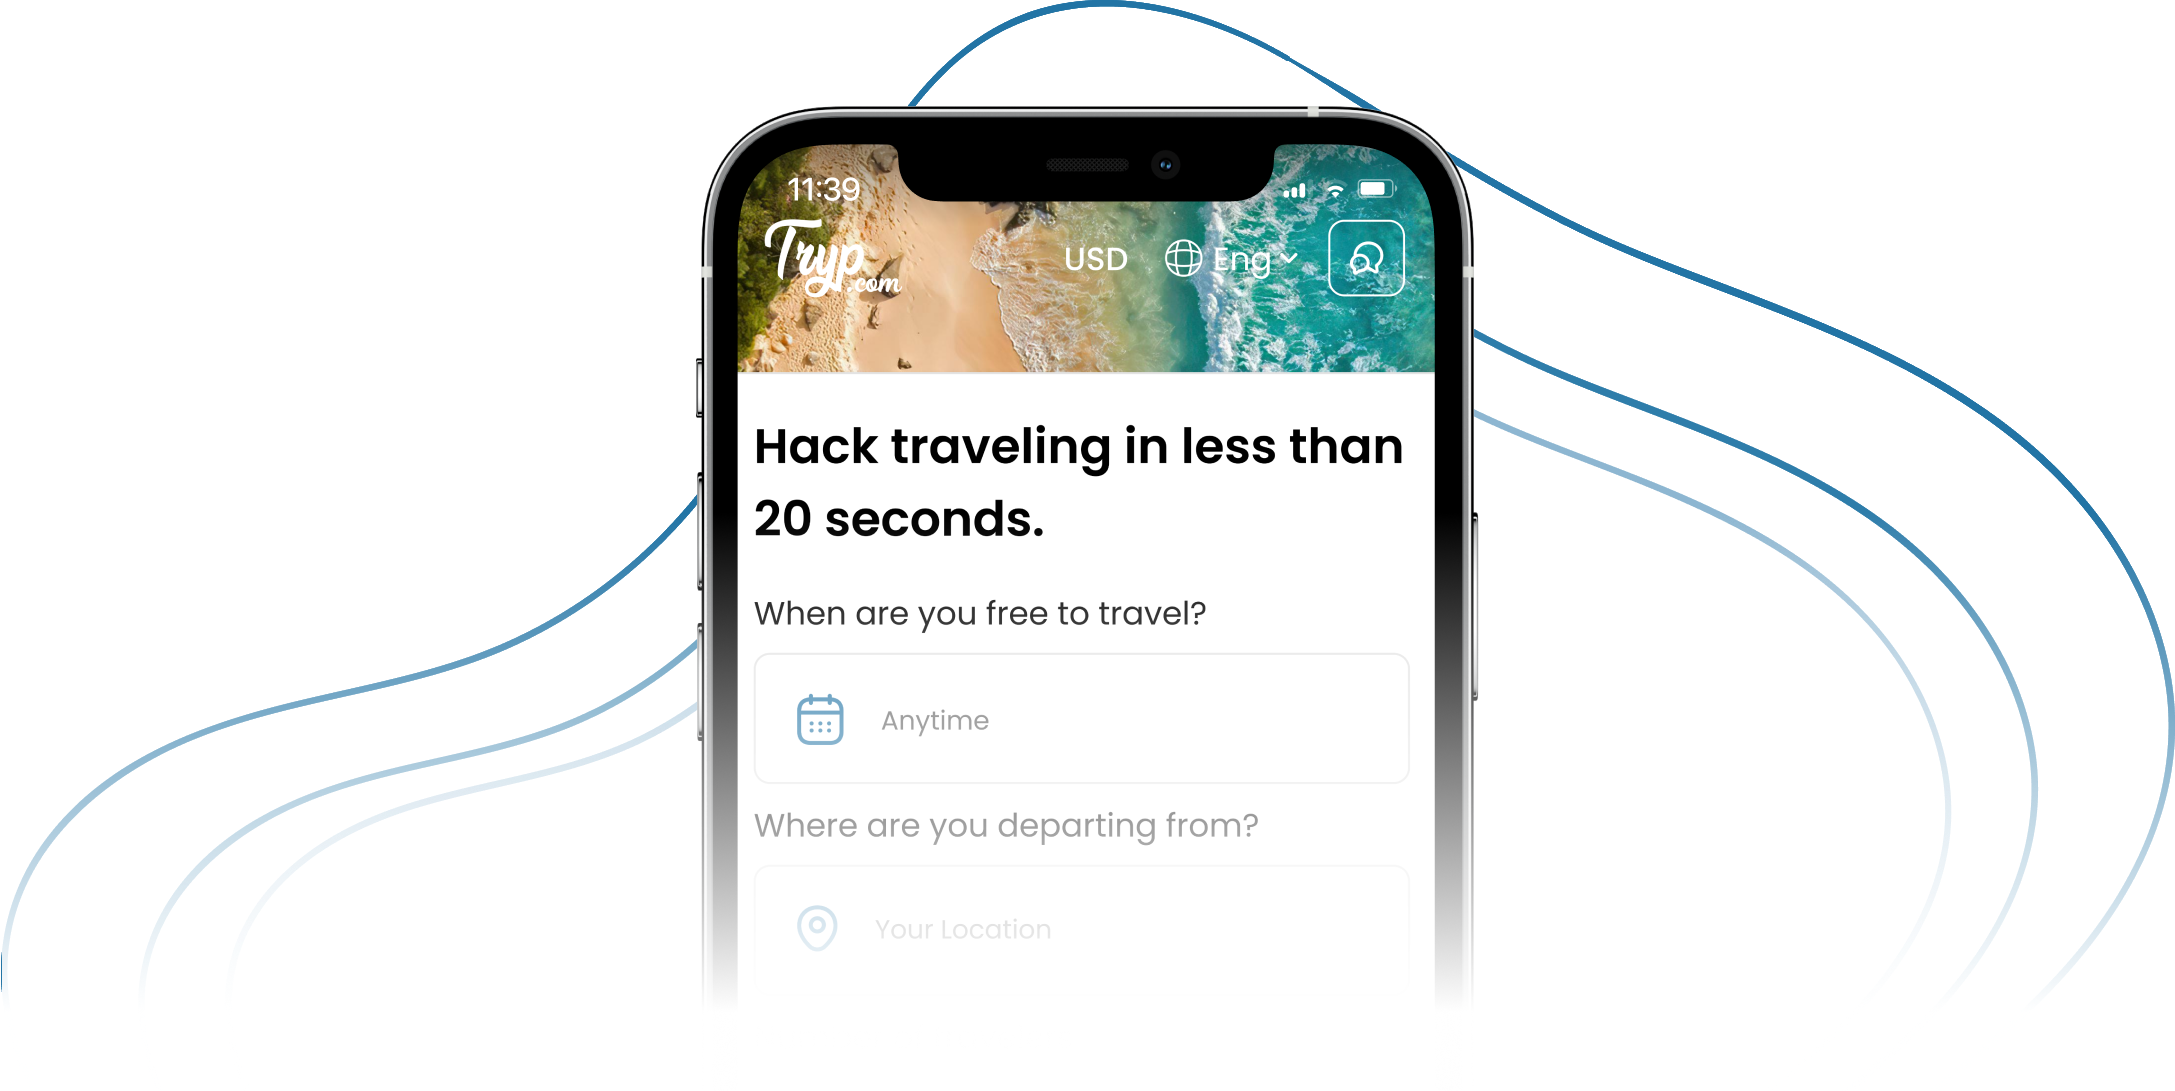 11:39
Tryp.com
USD
Eng
Hack traveling in less than
20 seconds.
When are you free to travel?
Anytime
Where are you departing from?
Your Location